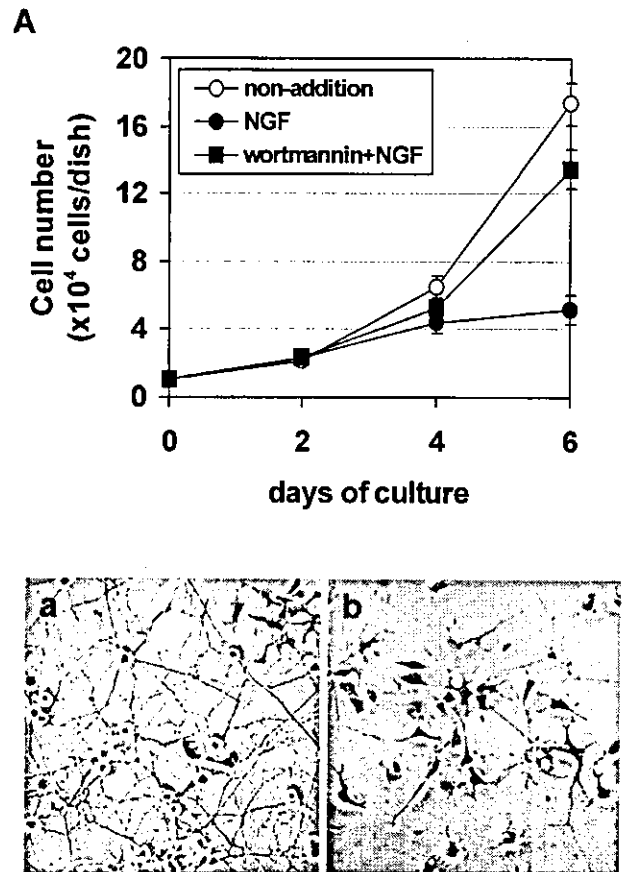 A
20
16
12
8
4
0
non-addition
NGF
wortmannin+NGF
Cell number
(x10⁴ cells/dish)
0 2 4 6
days of culture
a b